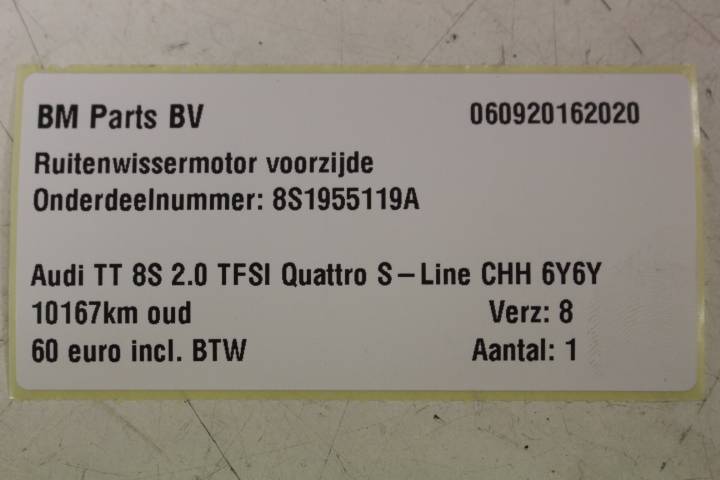 BM Parts BV 060920162020
Ruitenwissermotor voorzijde
Onderdeelnummer: 8S1955119A
Audi TT 8S 2.0 TFSI Quattro S-Line CHH 6Y6Y
10167km oud Verz: 8
60 euro incl. BTW Aantal: 1